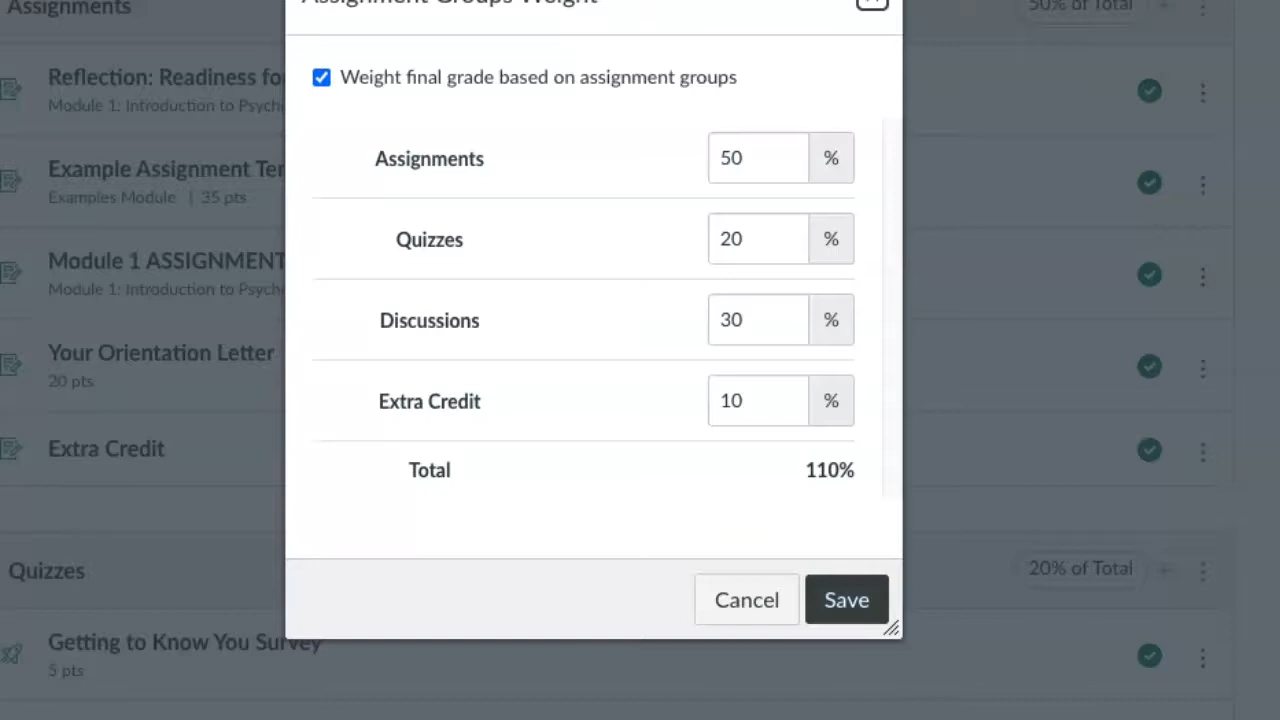 Assignments
50% of Total
Assignment Groups Weight
Weight final grade based on assignment groups
Reflection: Readiness fo
Module 1: Introduction to Psych
Assignments 50 %
Example Assignment Ter
Examples Module | 35 pts
Quizzes 20 %
Module 1 ASSIGNMENT
Module 1: Introduction to Psych
Discussions 30 %
Your Orientation Letter
20 pts
Extra Credit 10 %
Extra Credit
Total 110%
Quizzes
20% of Total
Cancel Save
Getting to Know You Survey
5 pts